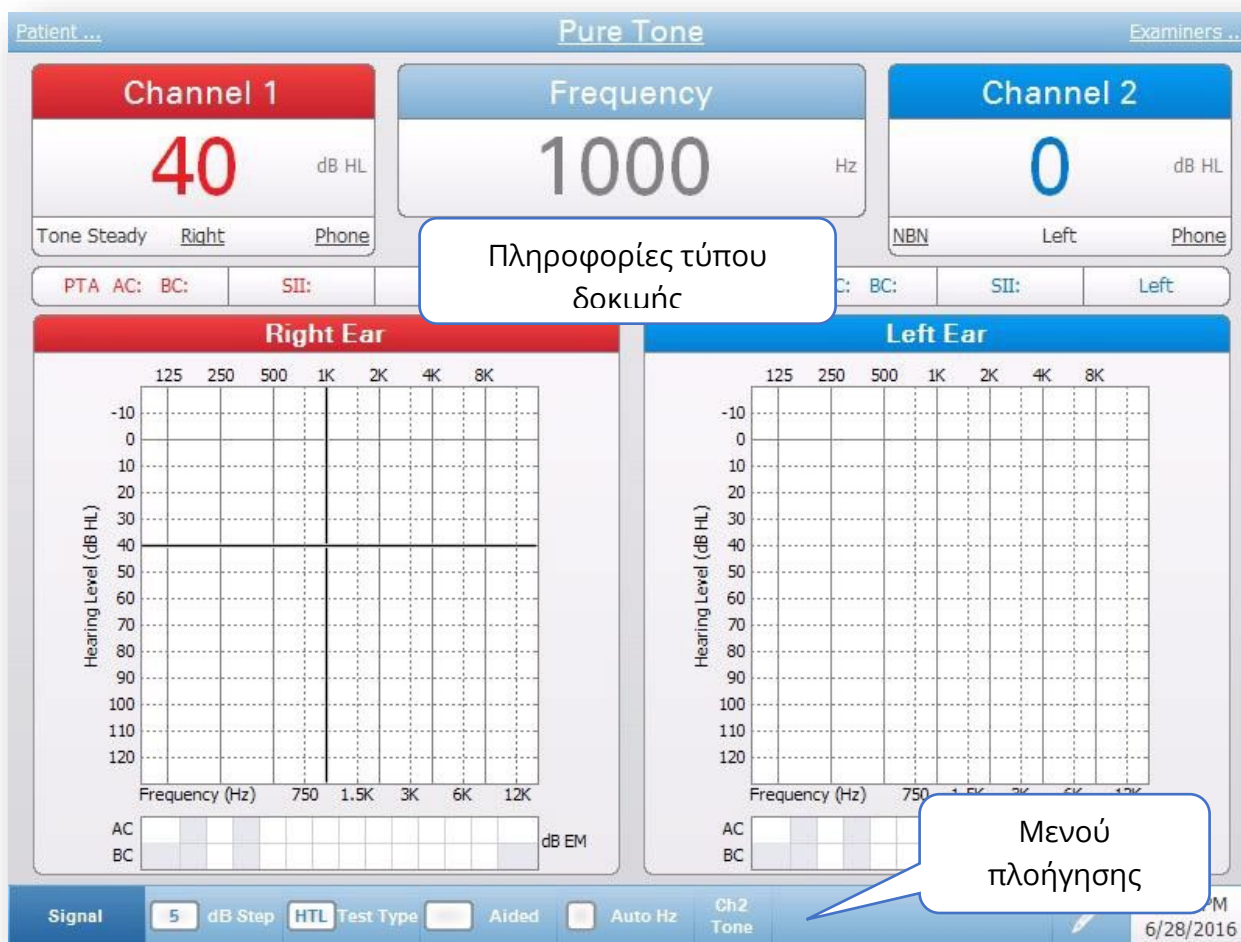 Patient ... Pure Tone Examiners ...
Channel 1 Frequency Channel 2
40 dB HL 1000 Hz 0 dB HL
Tone Steady Right Phone NBN Left Phone
Πληροφορίες τύπου
δοκιμής
PTA AC: BC: SII: BC: SII: Left
Right Ear Left Ear
125 250 500 1K 2K 4K 8K 125 250 500 1K 2K 4K 8K
-10 -10
0 0
10 10
20 20
30 30
40 40
50 50
60 60
70 70
80 80
90 90
100 100
110 110
120 120
Hearing Level (dB HL) Hearing Level (dB HL)
Frequency (Hz) 750 1.5K 3K 6K 12K Frequency (Hz) 750
AC dB EM AC
BC BC
Μενού
πλοήγησης
Signal 5 dB Step HTL Test Type Aided Auto Hz Ch2
Tone
PM
6/28/2016